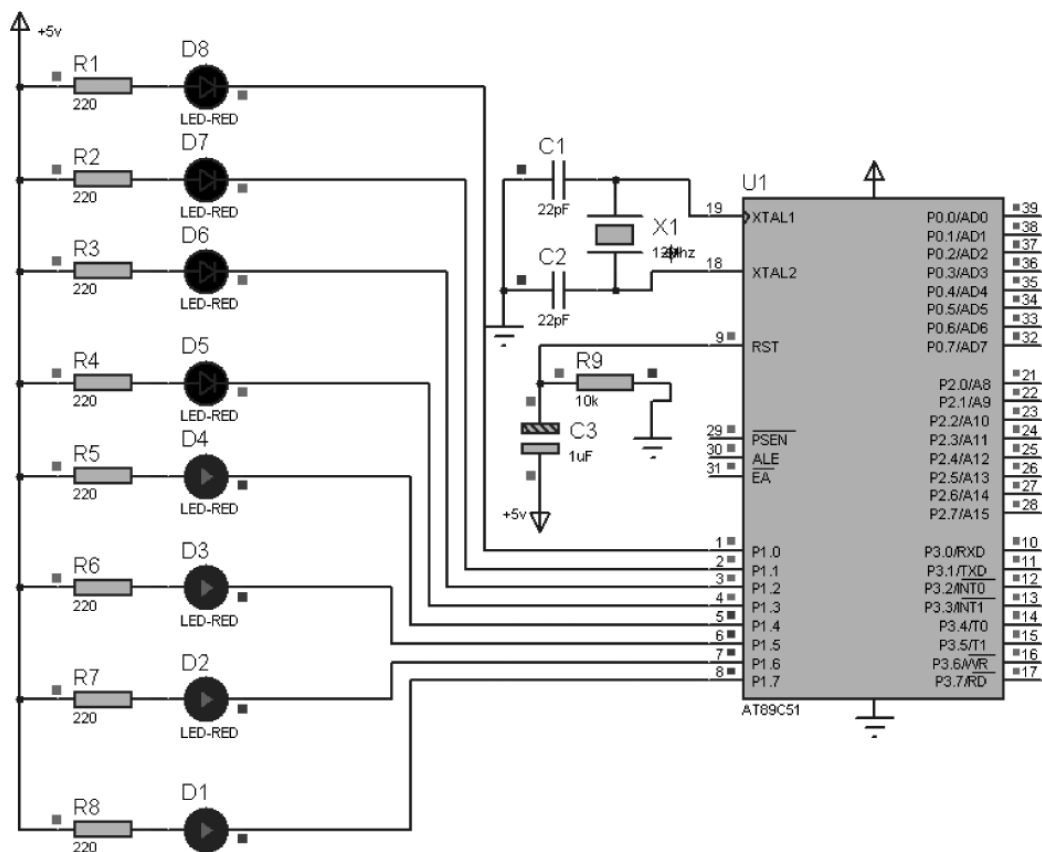 +5v
R1
220
D8
LED-RED
R2
220
D7
LED-RED
R3
220
D6
LED-RED
R4
220
D5
LED-RED
R5
220
D4
LED-RED
R6
220
D3
LED-RED
R7
220
D2
LED-RED
R8
220
D1
LED-RED
C1
22pF
C2
22pF
X1
R9
10k
C3
1uF
+5v
U1
19 XTAL1
18 XTAL2
9 RST
29 PSEN
30 ALE
31 EA
1 P1.0
2 P1.1
3 P1.2
4 P1.3
5 P1.4
6 P1.5
7 P1.6
8 P1.7
P0.0/AD0 39
P0.1/AD1 38
P0.2/AD2 37
P0.3/AD3 36
P0.4/AD4 35
P0.5/AD5 34
P0.6/AD6 33
P0.7/AD7 32
P2.0/A8 21
P2.1/A9 22
P2.2/A10 23
P2.3/A11 24
P2.4/A12 25
P2.5/A13 26
P2.6/A14 27
P2.7/A15 28
P3.0/RXD 10
P3.1/TXD 11
P3.2/INT0 12
P3.3/INT1 13
P3.4/T0 14
P3.5/T1 15
P3.6/WR 16
P3.7/RD 17
AT89C51